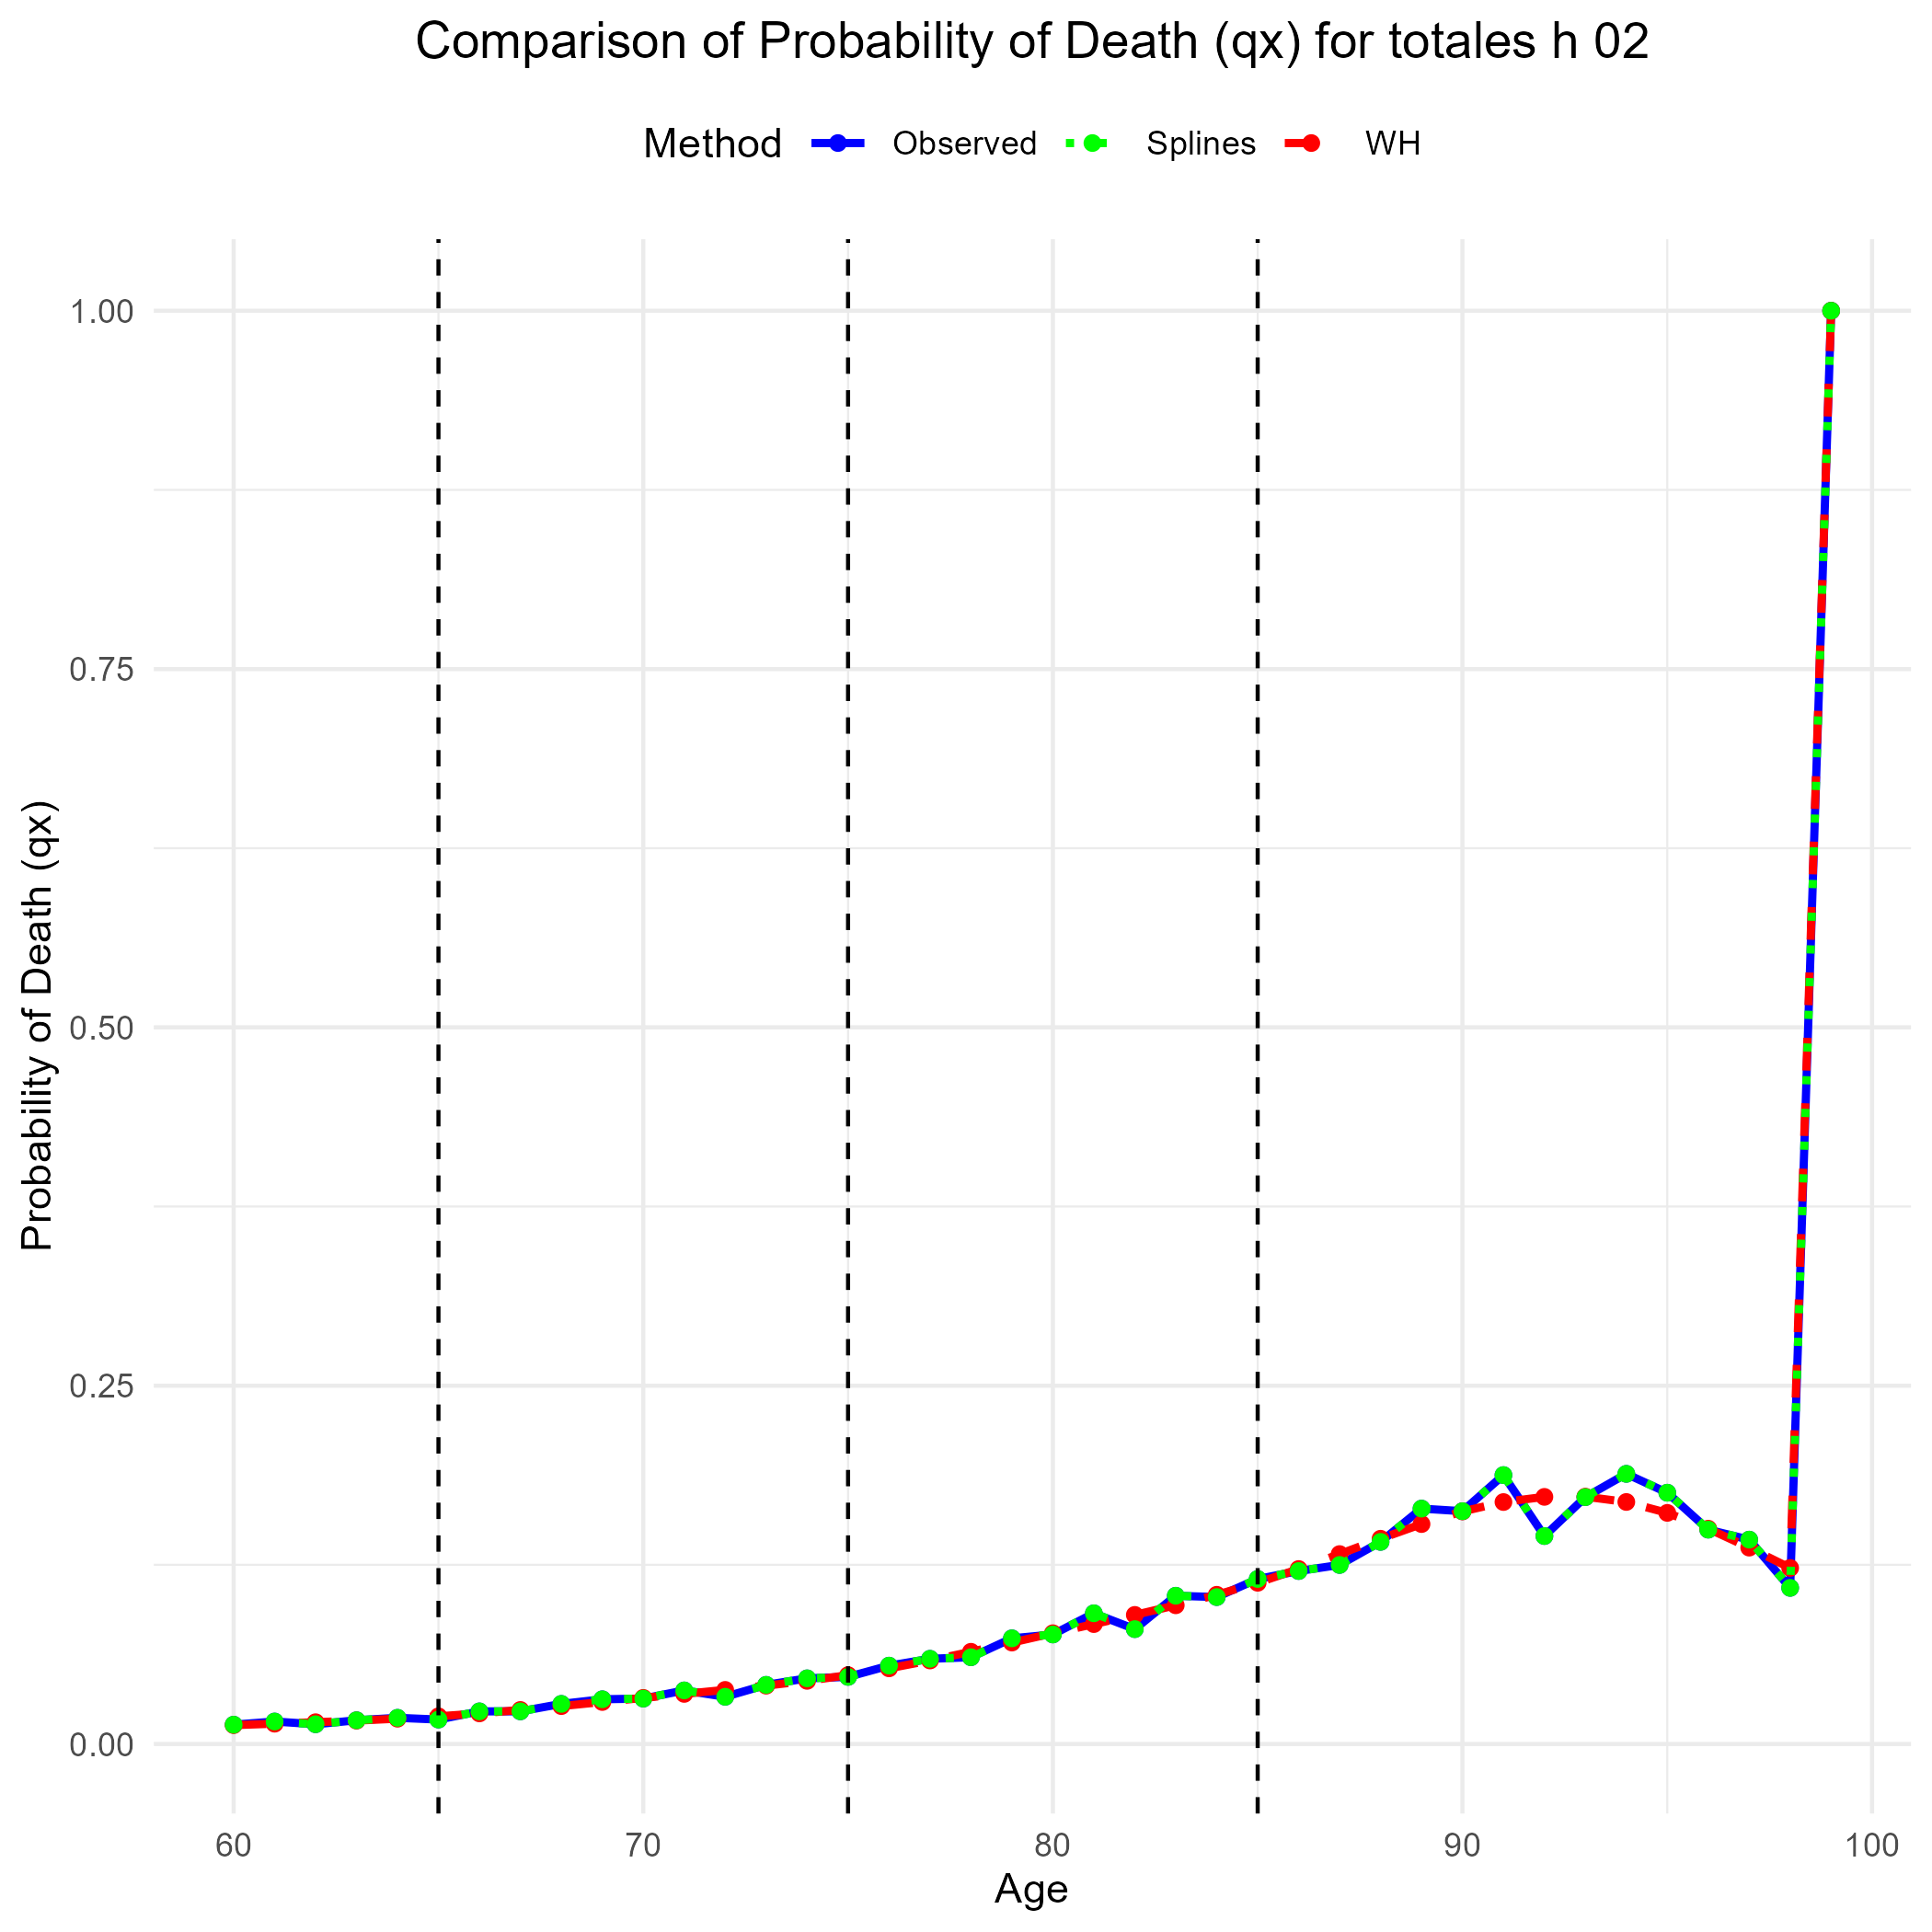 Comparison of Probability of Death (qx) for totales h 02
Method Observed Splines WH
1.00
0.75
0.50
0.25
0.00
Probability of Death (qx)
60 70 80 90 100
Age